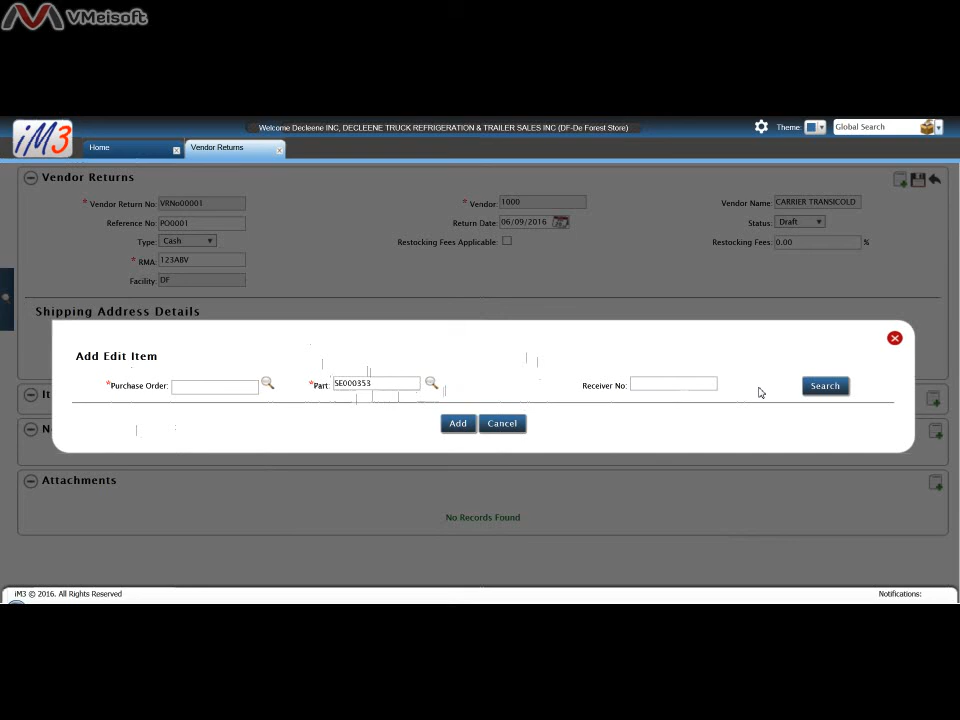 VMeisoft
iM3
Welcome Decleene INC, DECLEENE TRUCK REFRIGERATION & TRAILER SALES INC (DF-De Forest Store)
Theme:
Global Search
Home
Vendor Returns
Vendor Returns
* Vendor Return No: VRNo00001
* Vendor: 1000
Vendor Name: CARRIER TRANSICOLD
Reference No: PO0001
Return Date: 06/09/2016
Status: Draft
Type: Cash
Restocking Fees Applicable:
Restocking Fees: 0.00 %
* RMA: 123ABV
Facility: DF
Shipping Address Details
Add Edit Item
*Purchase Order:
*Part: SE000353
Receiver No:
Search
It
Add
Cancel
N
Attachments
No Records Found
iM3 © 2016. All Rights Reserved
Notifications: